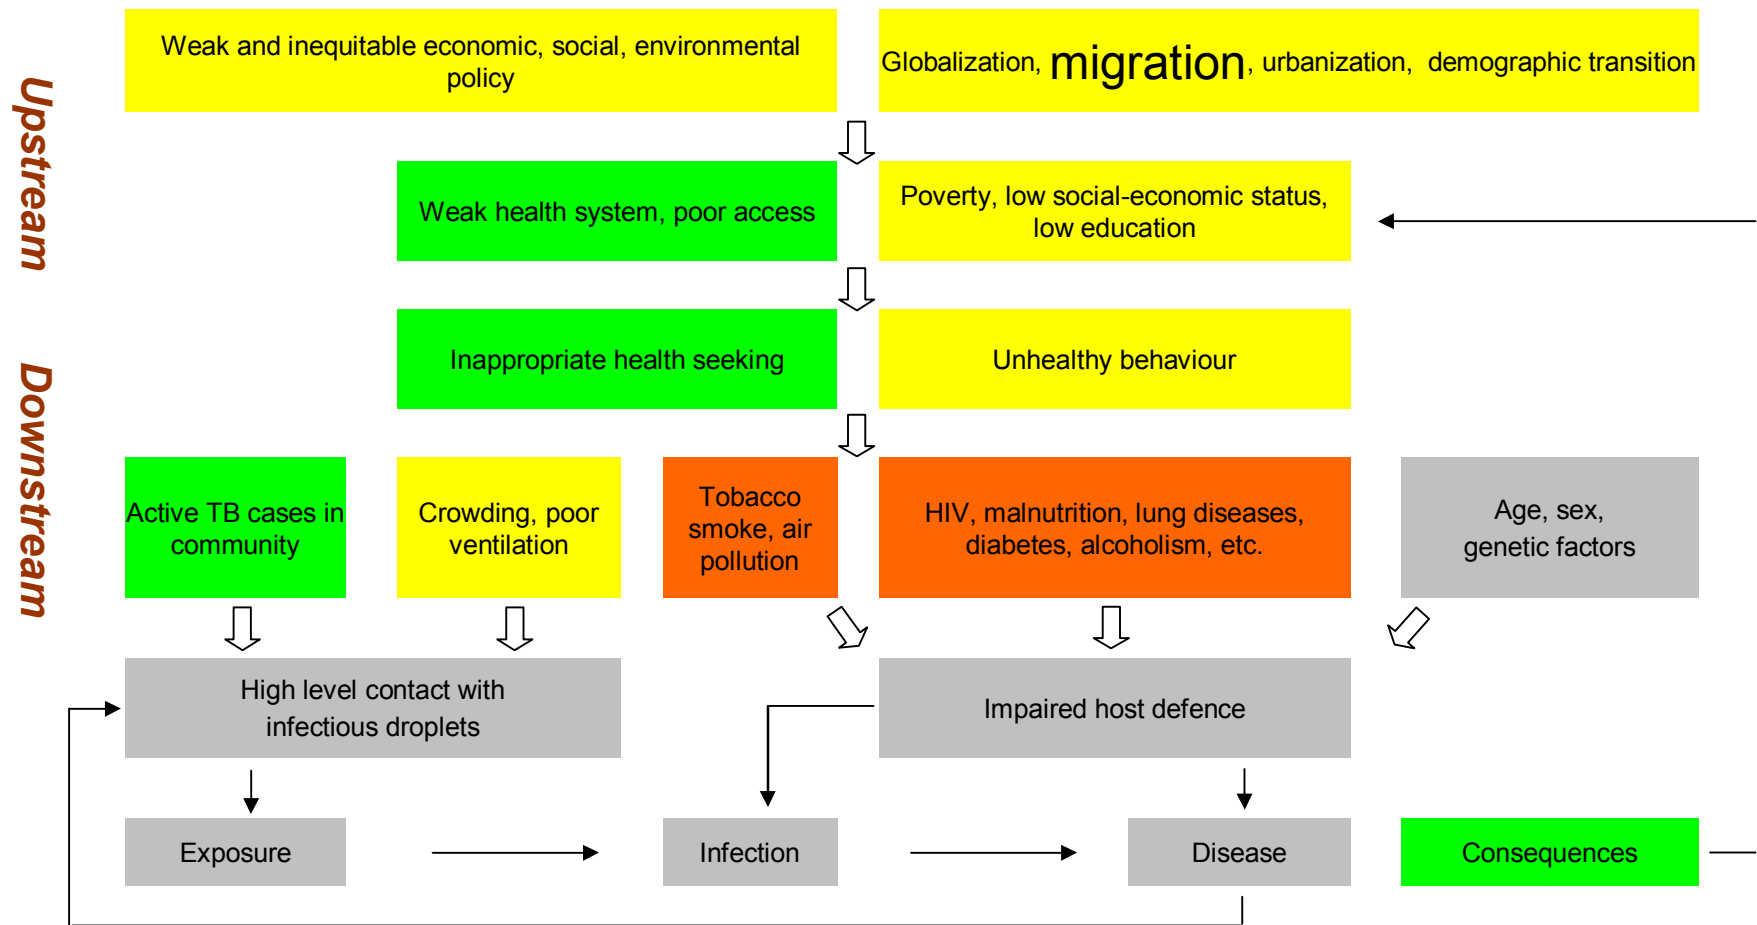 Weak and inequitable economic, social, environmental
policy
Globalization, migration, urbanization, demographic transition
Upstream
Weak health system, poor access
Poverty, low social-economic status,
low education
Inappropriate health seeking
Unhealthy behaviour
Downstream
Active TB cases in
community
Crowding, poor
ventilation
Tobacco
smoke, air
pollution
HIV, malnutrition, lung diseases,
diabetes, alcoholism, etc.
Age, sex,
genetic factors
High level contact with
infectious droplets
Impaired host defence
Exposure
Infection
Disease
Consequences